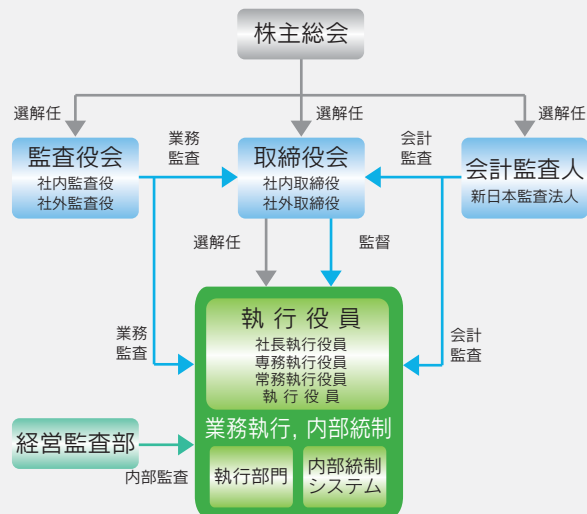 株主総会
選解任
選解任
選解任
監査役会
社内監査役
社外監査役
業務
監査
取締役会
社内取締役
社外取締役
会計
監査
会計監査人
新日本監査法人
選解任
監督
業務
監査
執行役員
社長執行役員
専務執行役員
常務執行役員
執行役員
会計
監査
業務執行, 内部統制
経営監査部
内部監査
執行部門
内部統制
システム